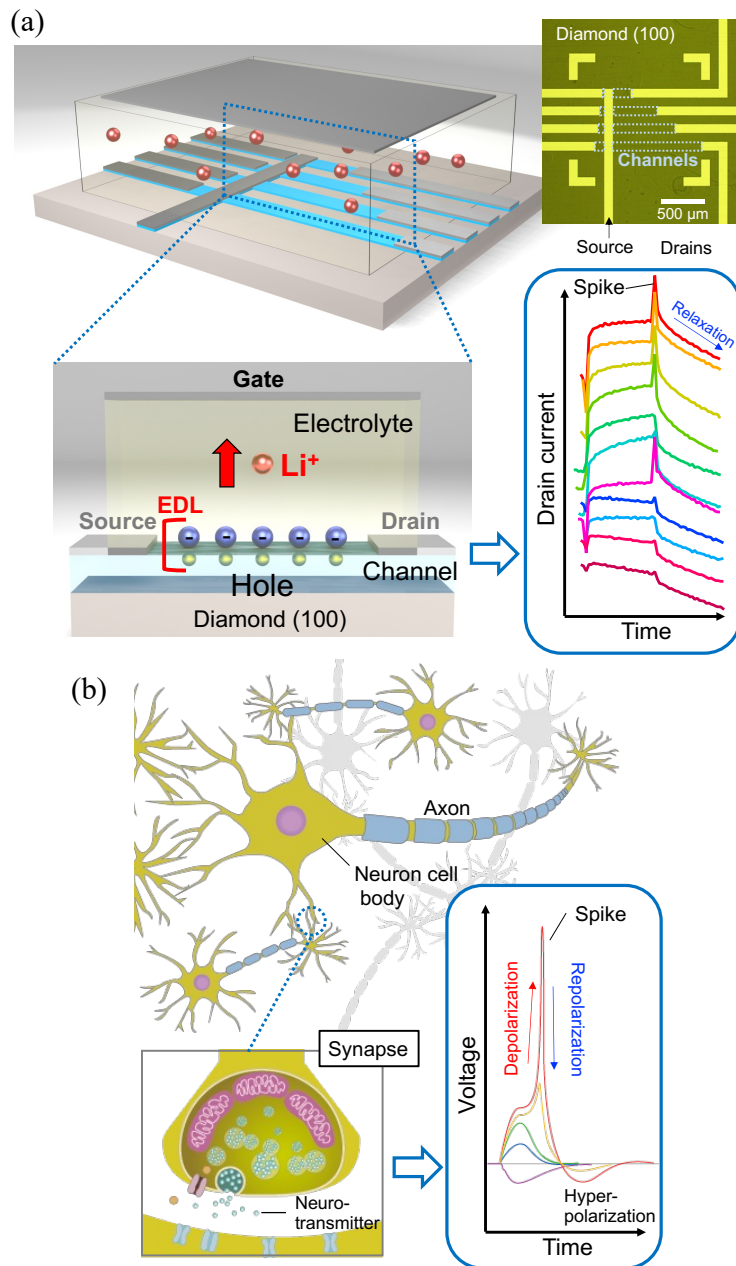 (a)
Diamond (100)
Channels
500 µm
Source
Drains
Spike
Relaxation
Drain current
Time
Gate
Electrolyte
Li⁺
EDL
Source
Drain
- - - - -
Channel
Hole
Diamond (100)
(b)
Axon
Neuron cell
body
Synapse
Neuro-
transmitter
Spike
Depolarization
Repolarization
Voltage
Hyper-
polarization
Time